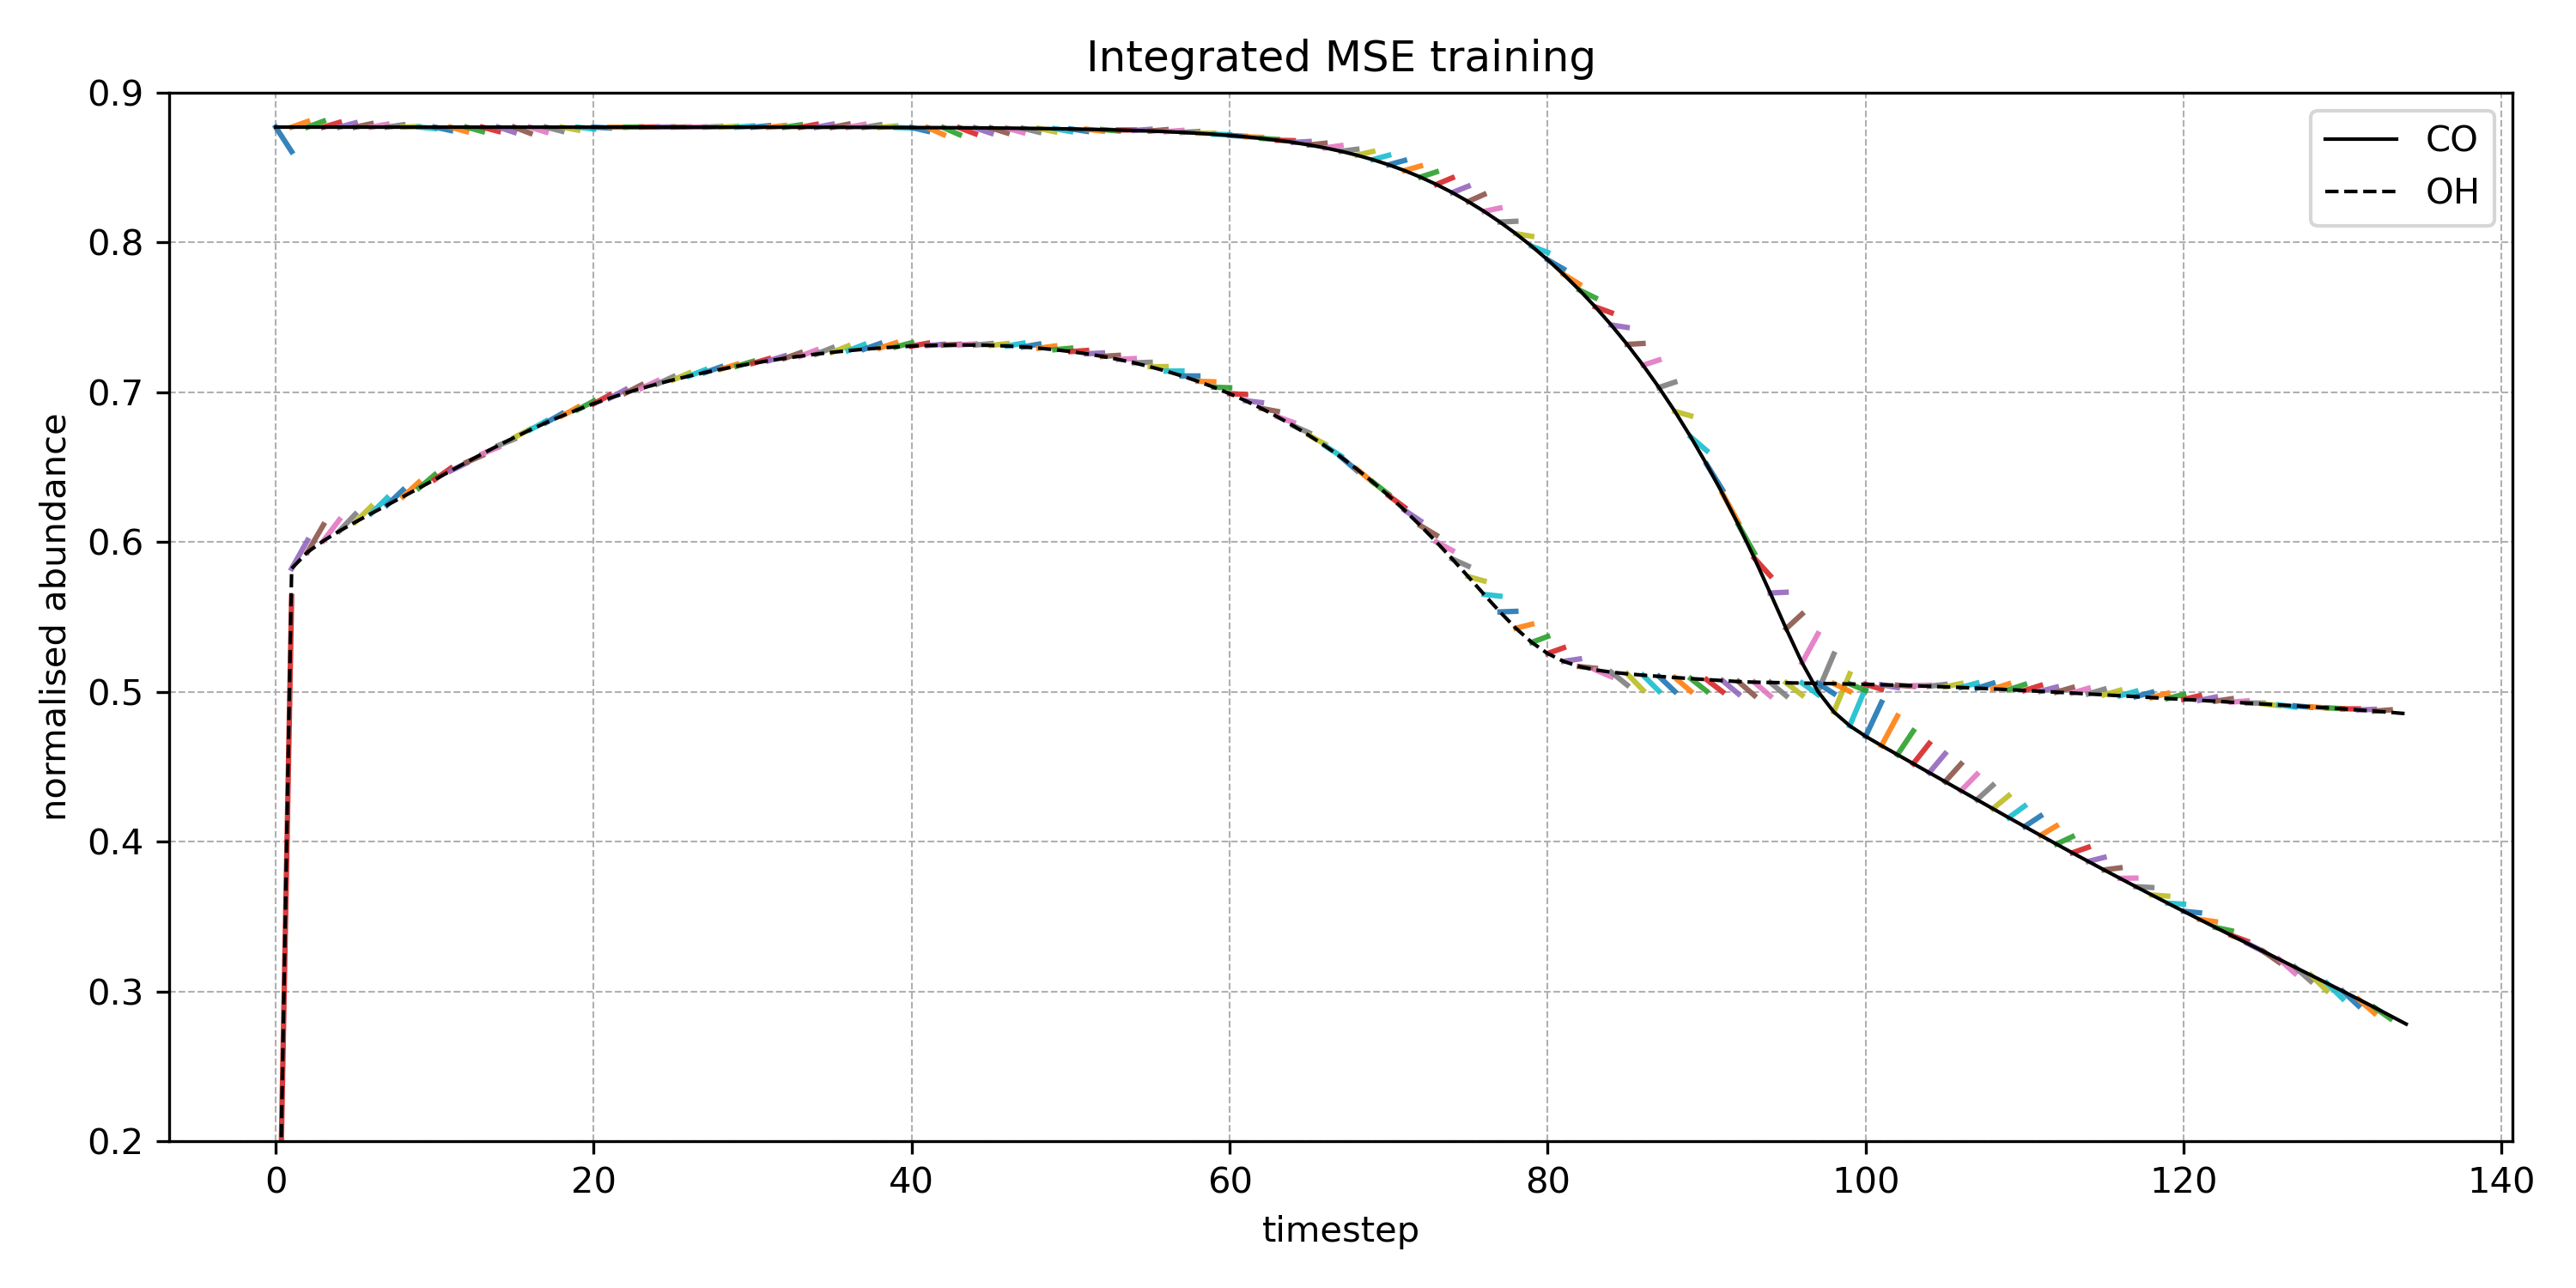 Integrated MSE training
0.9
0.8
0.7
0.6
0.5
0.4
0.3
0.2
normalised abundance
CO
OH
0 20 40 60 80 100 120 140
timestep